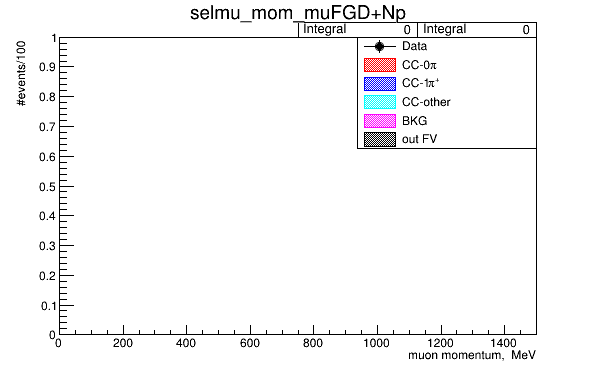 selmu_mom_muFGD+Np
Integral 0 Integral 0
#events/100
1
0.9
0.8
0.7
0.6
0.5
0.4
0.3
0.2
0.1
0
Data
CC-0π
CC-1π⁺
CC-other
BKG
out FV
0 200 400 600 800 1000 1200 1400
muon momentum, MeV